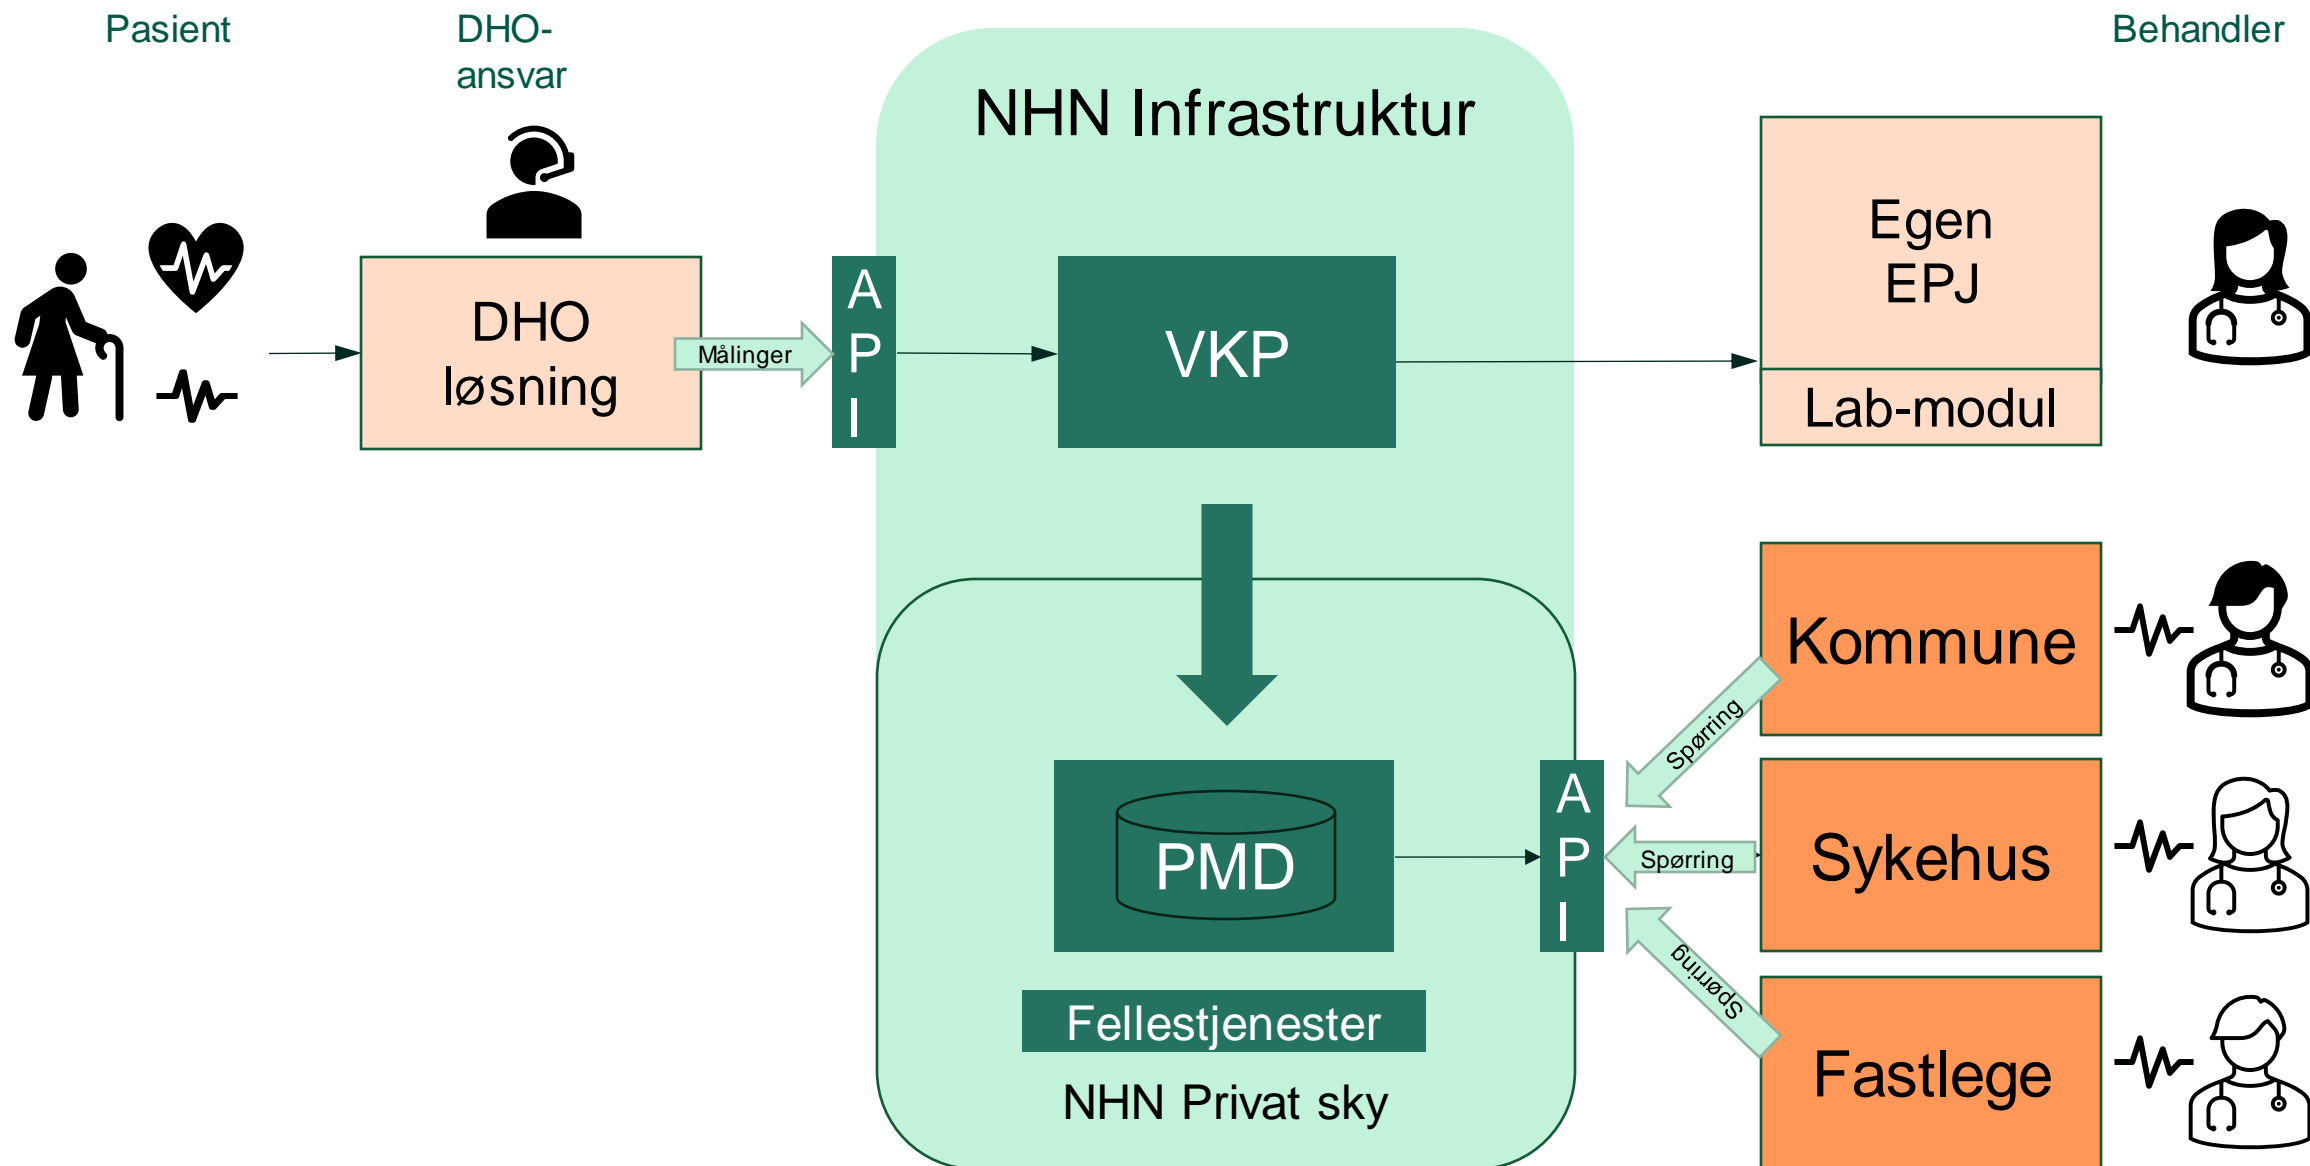 Pasient
DHO-
ansvar
Behandler
NHN Infrastruktur
DHO
løsning
Målinger
A
P
I
VKP
Egen
EPJ
Lab-modul
Kommune
Spørring
PMD
A
P
I
Spørring
Sykehus
Spørring
Fastlege
Fellestjenester
NHN Privat sky